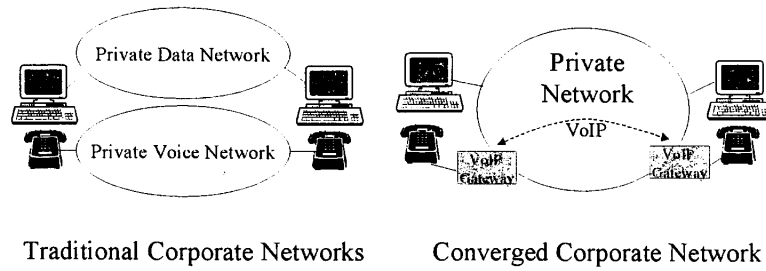 Private Data Network
Private Voice Network
Private
Network
VoIP
VoIP
Gateway
VoIP
Gateway
Traditional Corporate Networks
Converged Corporate Network